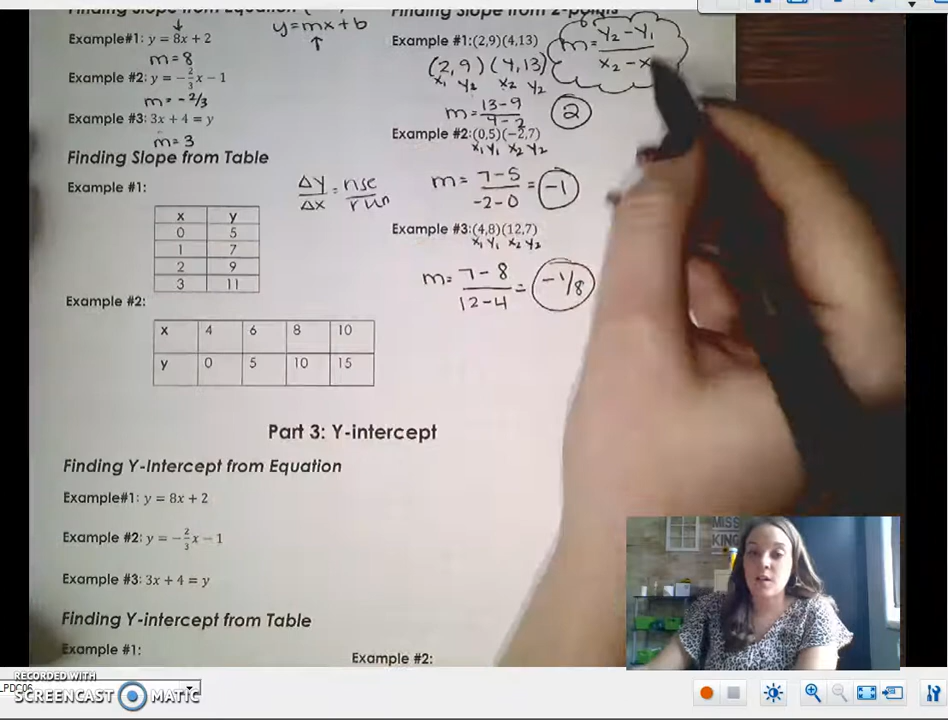 Finding Slope from Equation
y=mx+b
Example#1: y = 8x + 2
↑
m = 8
Example #2: y = -2/3x - 1
m = -2/3
Example #3: 3x + 4 = y
m = 3
Finding Slope from Table
Example #1:
ΔY/ΔX = rise/run
x y
0 5
1 7
2 9
3 11
Example #2:
x 4 6 8 10
y 0 5 10 15
Finding Slope from 2-points
Example #1:(2,9)(4,13)
m = Y₂-Y₁/X₂-X
(2,9) (4,13)
X₁ Y₂ X₂ Y₂
m = 13-9/4-2 2
Example #2:(0,5)(-2,7)
X₁ Y₁ X₂ Y₂
m = 7-5/-2-0 = -1
Example #3:(4,8)(12,7)
X₁ Y₁ X₂ Y₂
m = 7-8/12-4 = -1/8
Part 3: Y-intercept
Finding Y-Intercept from Equation
Example#1: y = 8x + 2
Example #2: y = -2/3x - 1
Example #3: 3x + 4 = y
Finding Y-intercept from Table
Example #1:
Example #2:
MISS
KING
RECORDED WITH
SCREENCAST MATIC